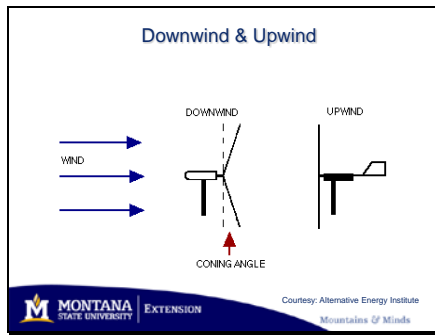 Downwind & Upwind
DOWNWIND
UPWIND
WIND
CONING ANGLE
Courtesy: Alternative Energy Institute
M
MONTANA
STATE UNIVERSITY
EXTENSION
Mountains & Minds